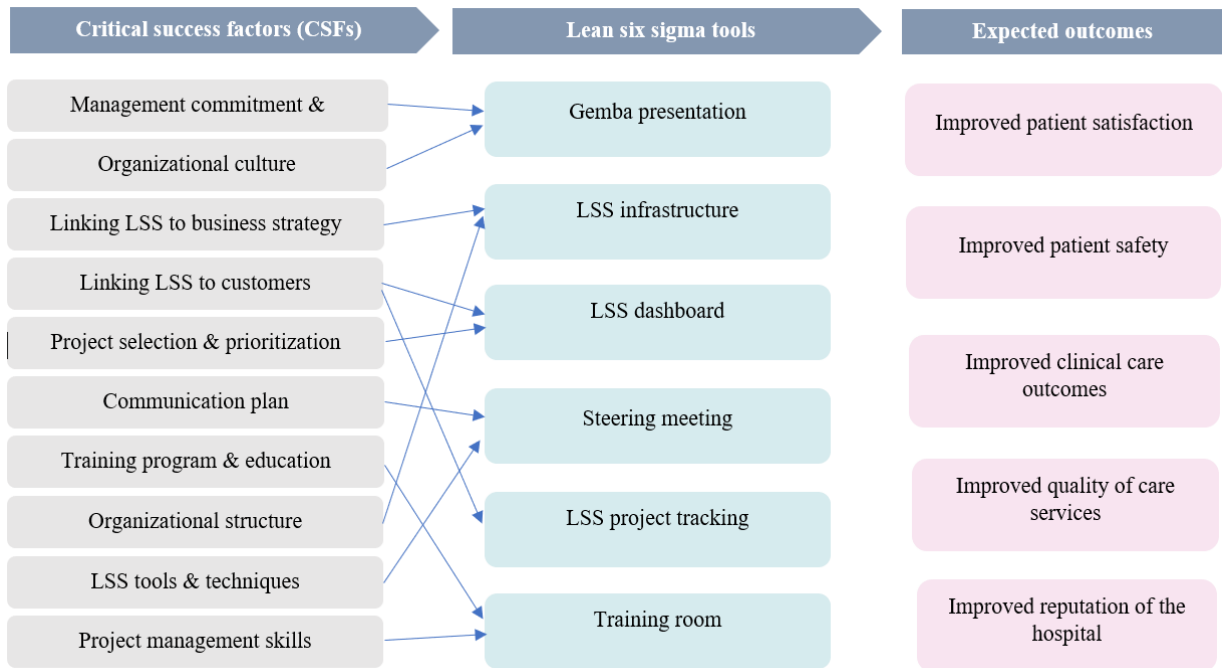 Critical success factors (CSFs)
Lean six sigma tools
Expected outcomes
Management commitment &
Organizational culture
Linking LSS to business strategy
Linking LSS to customers
Project selection & prioritization
Communication plan
Training program & education
Organizational structure
LSS tools & techniques
Project management skills
Gemba presentation
LSS infrastructure
LSS dashboard
Steering meeting
LSS project tracking
Training room
Improved patient satisfaction
Improved patient safety
Improved clinical care
outcomes
Improved quality of care
services
Improved reputation of the
hospital